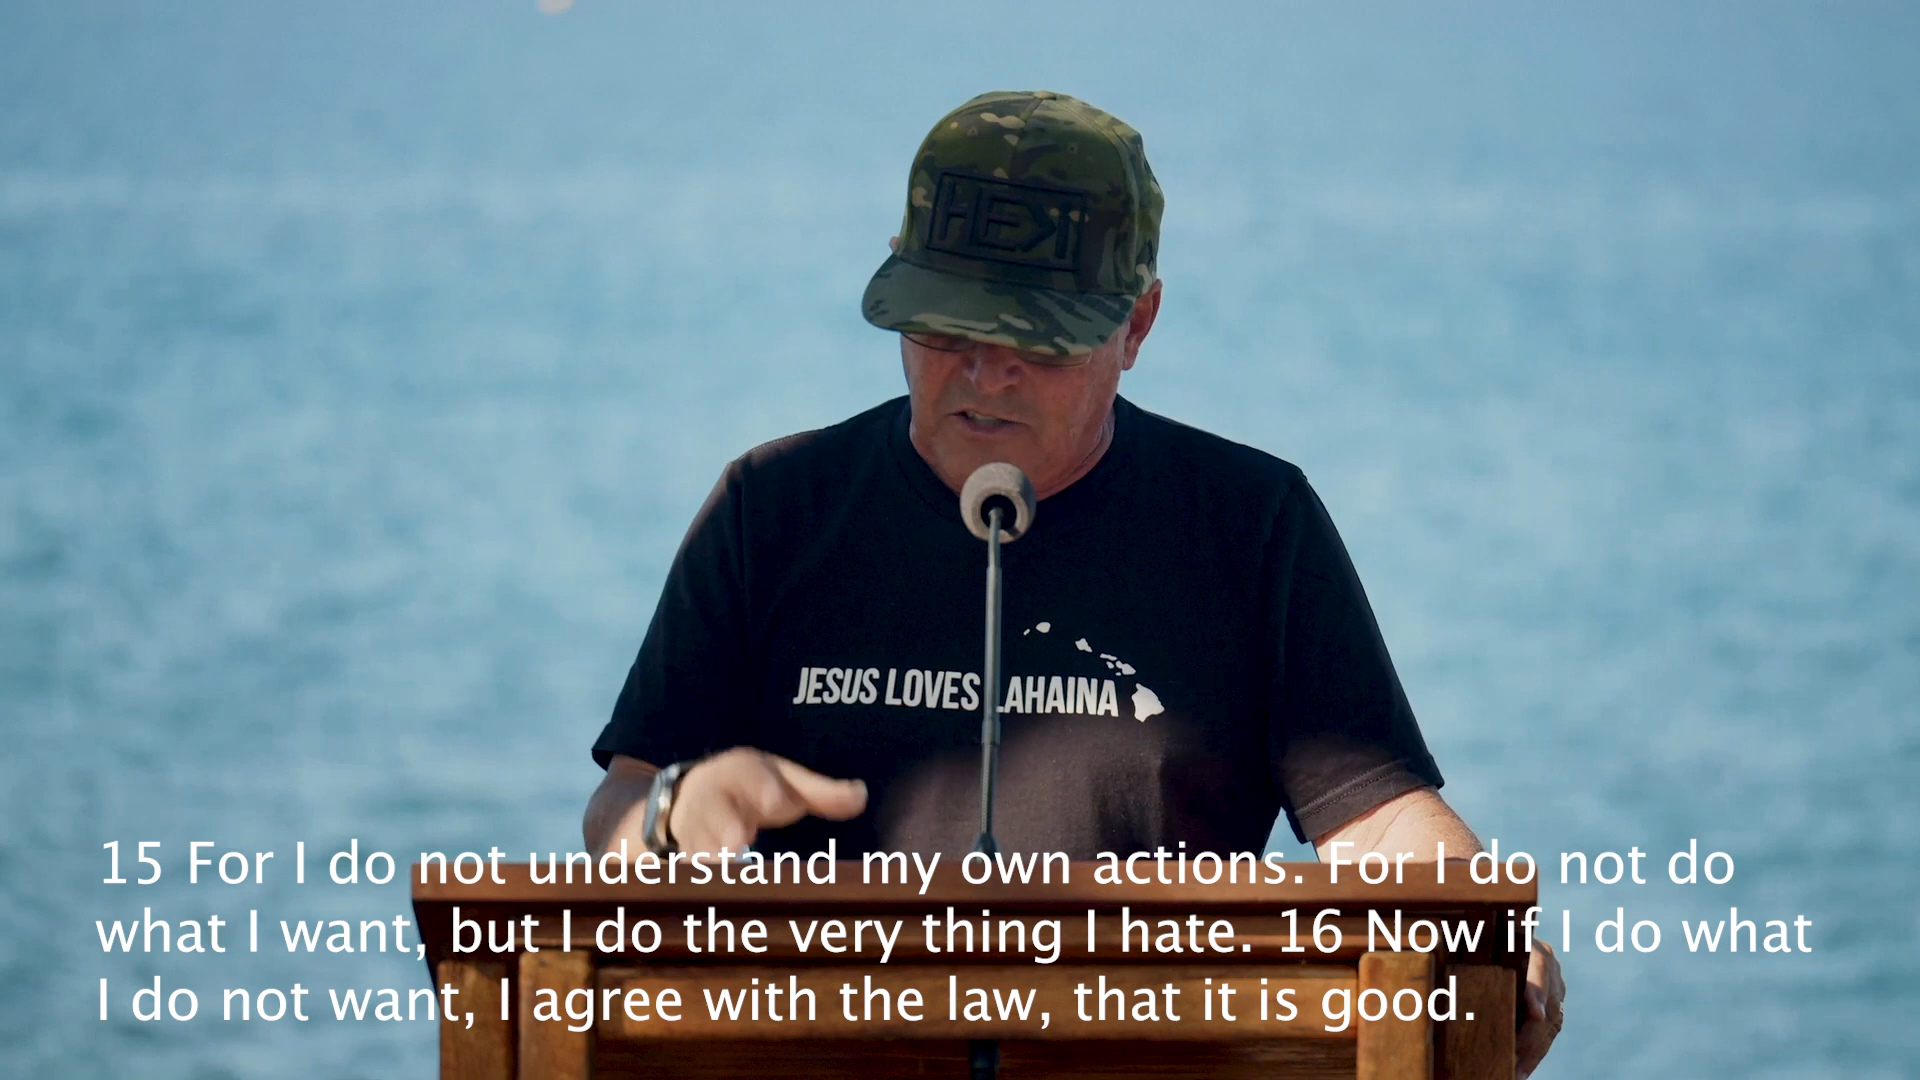 HE>I
JESUS LOVES LAHAINA
15 For I do not understand my own actions. For I do not do
what I want, but I do the very thing I hate. 16 Now if I do what
I do not want, I agree with the law, that it is good.